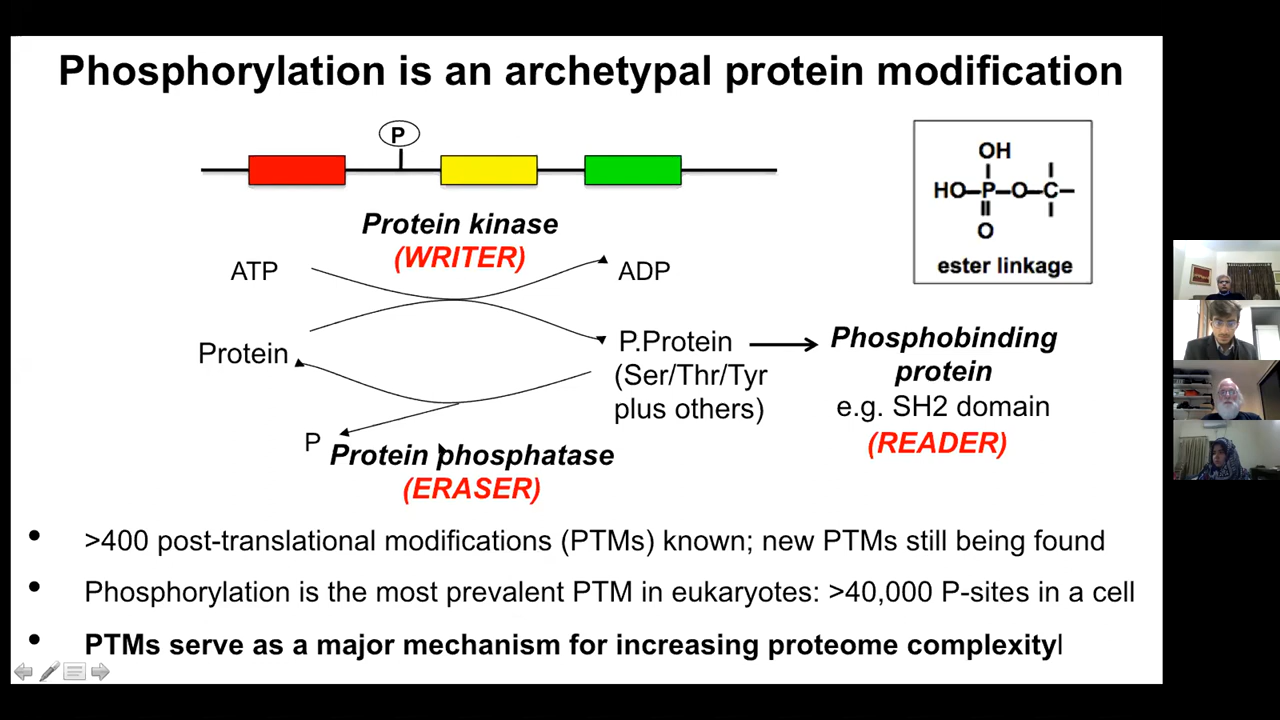 Phosphorylation is an archetypal protein modification
P
OH
HO–P–O–C–
O
ester linkage
Protein kinase
(WRITER)
ATP
ADP
Protein
P.Protein
(Ser/Thr/Tyr
plus others)
Phosphobinding
protein
e.g. SH2 domain
(READER)
P
Protein phosphatase
(ERASER)
• >400 post-translational modifications (PTMs) known; new PTMs still being found
• Phosphorylation is the most prevalent PTM in eukaryotes: >40,000 P-sites in a cell
• PTMs serve as a major mechanism for increasing proteome complexity